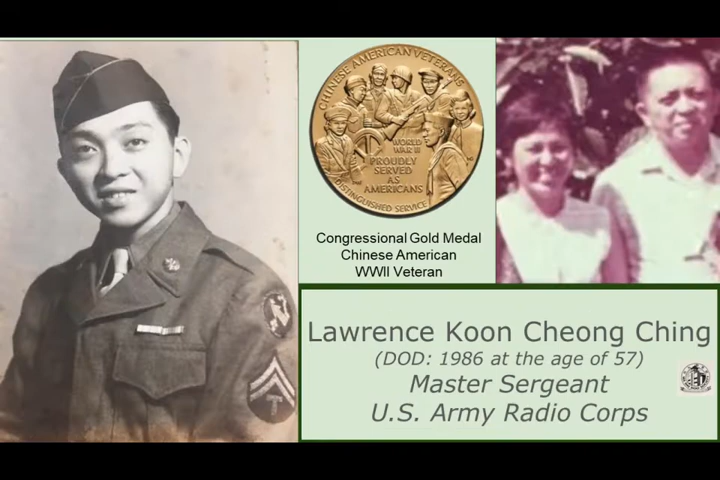 CHINESE AMERICAN VETERANS
WORLD
WAR II
PROUDLY
SERVED
AS
AMERICANS
DISTINGUISHED SERVICE
Congressional Gold Medal
Chinese American
WWII Veteran
Lawrence Koon Cheong Ching
(DOD: 1986 at the age of 57)
Master Sergeant
U.S. Army Radio Corps
T